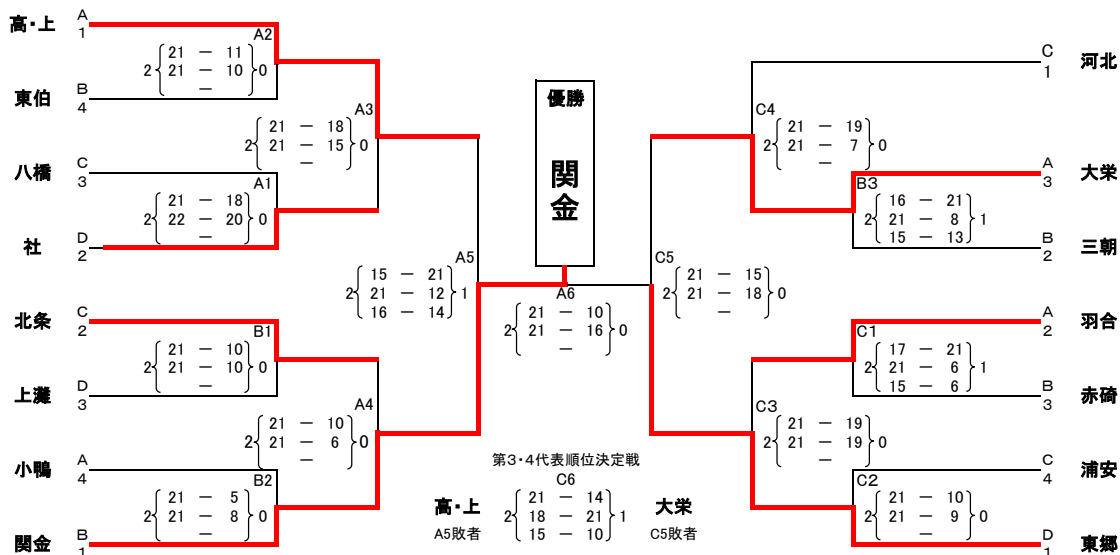 高・上 A 1
A2
21 － 11
2 21 － 10 0
－
東伯 B 4
A3
21 － 18
2 21 － 15 0
－
八橋 C 3
A1
21 － 18
2 22 － 20 0
－
社 D 2
A5
15 － 21
2 21 － 12 1
16 － 14
北条 C 2
B1
21 － 10
2 21 － 10 0
－
上灘 D 3
A4
21 － 10
2 21 － 6 0
－
小鴨 A 4
B2
21 － 5
2 21 － 8 0
－
関金 B 1
優勝
関金
A6
21 － 10
2 21 － 16 0
－
第3・4代表順位決定戦
C6
高・上 21 － 14 大栄
2 18 － 21 1
A5敗者 15 － 10 C5敗者
C 1 河北
C4
21 － 19
2 21 － 7 0
－
A 3 大栄
B3
16 － 21
2 21 － 8 1
15 － 13
B 2 三朝
C5
21 － 15
2 21 － 18 0
－
A 2 羽合
C1
17 － 21
2 21 － 6 1
15 － 6
B 3 赤碕
C3
21 － 19
2 21 － 19 0
－
C 4 浦安
C2
21 － 10
2 21 － 9 0
－
D 1 東郷